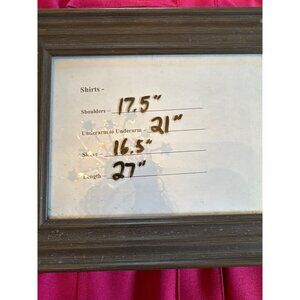 Shirts -
Shoulders - 17.5"
Underarm to Underarm - 21"
Sleeve - 16.5"
Length - 27"